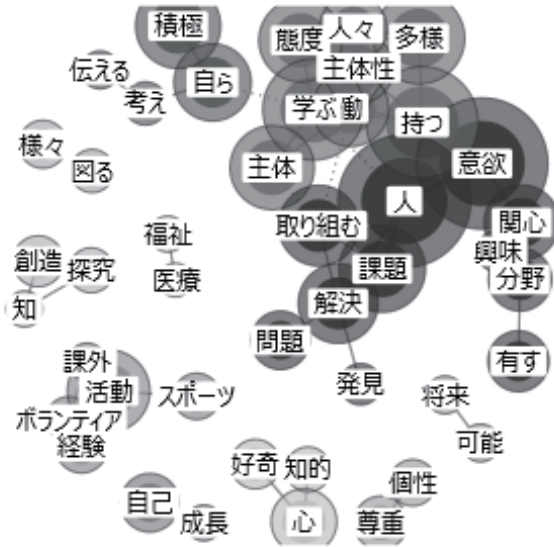 積極
態度
人々
多様
伝える
自ら
主体性
考え
学ぶ
動
持つ
様々
図る
主体
意欲
人
取り組む
関心
福祉
興味
創造
探究
医療
課題
分野
知
解決
問題
有す
課外
発見
活動
スポーツ
将来
ボランティア
経験
可能
好奇
知的
個性
自己
成長
心
尊重